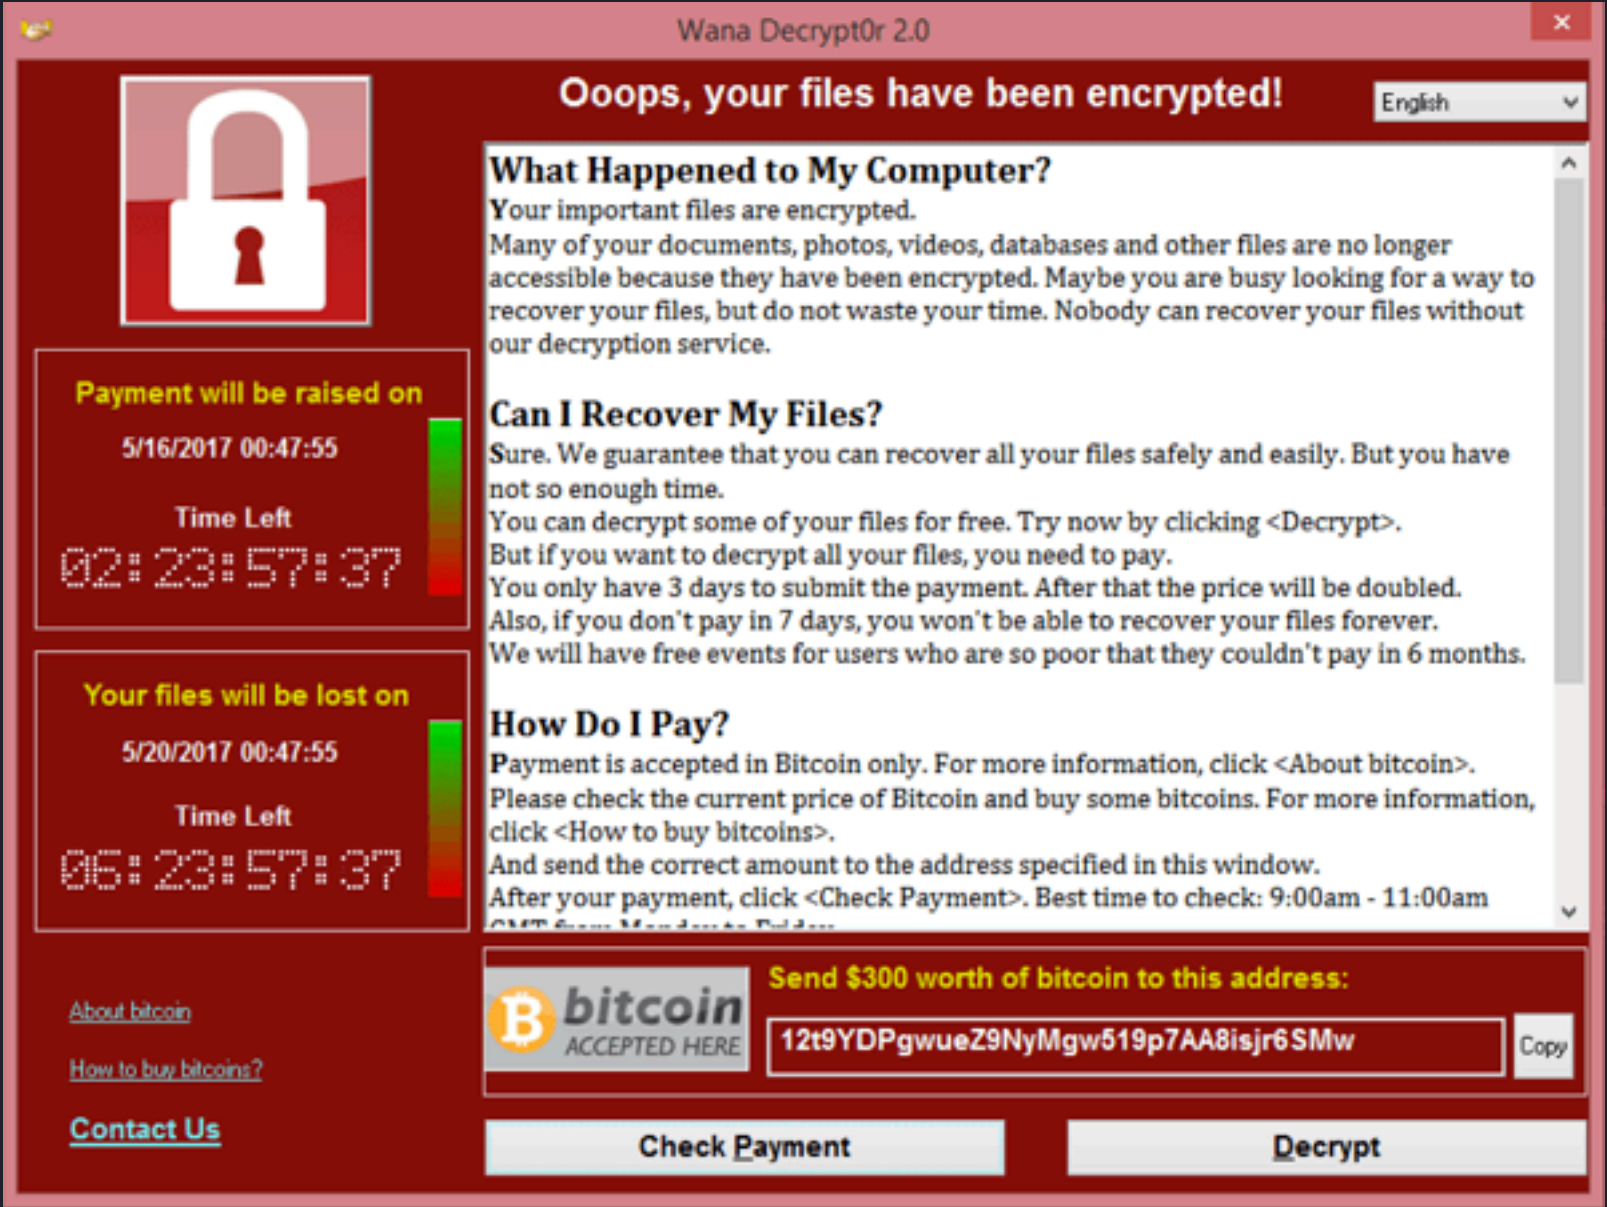 Wana Decrypt0r 2.0
Ooops, your files have been encrypted!
English
Payment will be raised on
5/16/2017 00:47:55
Time Left
02:23:57:37
Your files will be lost on
5/20/2017 00:47:55
Time Left
06:23:57:37
About bitcoin
How to buy bitcoins?
Contact Us
What Happened to My Computer?
Your important files are encrypted.
Many of your documents, photos, videos, databases and other files are no longer
accessible because they have been encrypted. Maybe you are busy looking for a way to
recover your files, but do not waste your time. Nobody can recover your files without
our decryption service.
Can I Recover My Files?
Sure. We guarantee that you can recover all your files safely and easily. But you have
not so enough time.
You can decrypt some of your files for free. Try now by clicking <Decrypt>.
But if you want to decrypt all your files, you need to pay.
You only have 3 days to submit the payment. After that the price will be doubled.
Also, if you don't pay in 7 days, you won't be able to recover your files forever.
We will have free events for users who are so poor that they couldn't pay in 6 months.
How Do I Pay?
Payment is accepted in Bitcoin only. For more information, click <About bitcoin>.
Please check the current price of Bitcoin and buy some bitcoins. For more information,
click <How to buy bitcoins>.
And send the correct amount to the address specified in this window.
After your payment, click <Check Payment>. Best time to check: 9:00am - 11:00am
GMT from Monday to Friday.
bitcoin
ACCEPTED HERE
Send $300 worth of bitcoin to this address:
12t9YDPgwueZ9NyMgw519p7AA8isjr6SMw
Copy
Check Payment
Decrypt